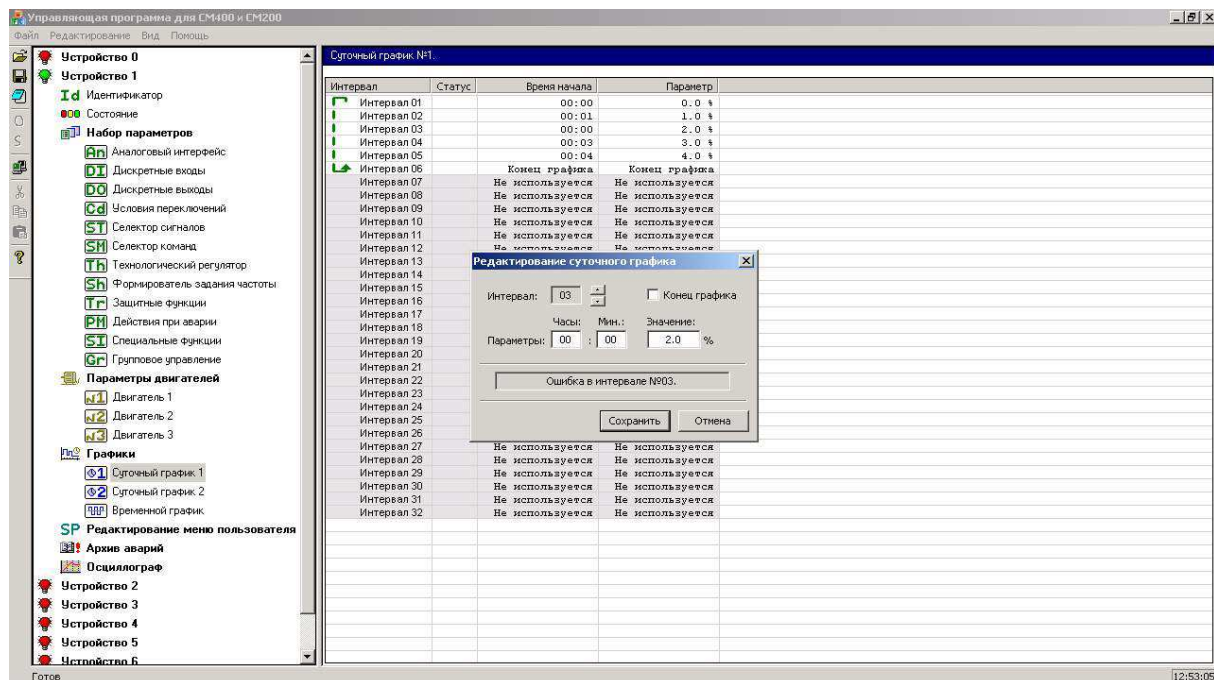 Управляющая программа для СМ400 и СМ200
Файл Редактирование Вид Помощь
Устройство 0
Устройство 1
Id Идентификатор
Состояние
Набор параметров
An Аналоговый интерфейс
DI Дискретные входы
DO Дискретные выходы
Cd Условия переключений
ST Селектор сигналов
SM Селектор команд
Th Технологический регулятор
Sh Формирователь задания частоты
Tr Защитные функции
PM Действия при аварии
SI Специальные функции
Gr Групповое управление
Параметры двигателей
1 Двигатель 1
2 Двигатель 2
3 Двигатель 3
Графики
1 Суточный график 1
2 Суточный график 2
Временной график
SP Редактирование меню пользователя
Архив аварий
Осциллограф
Устройство 2
Устройство 3
Устройство 4
Устройство 5
Устройство 6
Суточный график №1.
Интервал Статус Время начала Параметр
Интервал 01 00:00 0.0 %
Интервал 02 00:01 1.0 %
Интервал 03 00:00 2.0 %
Интервал 04 00:03 3.0 %
Интервал 05 00:04 4.0 %
Интервал 06 Конец графика Конец графика
Интервал 07 Не используется Не используется
Интервал 08 Не используется Не используется
Интервал 09 Не используется Не используется
Интервал 10 Не используется Не используется
Интервал 11 Не используется Не используется
Интервал 12 Не используется Не используется
Интервал 13
Интервал 14
Интервал 15
Интервал 16
Интервал 17
Интервал 18
Интервал 19
Интервал 20
Интервал 21
Интервал 22
Интервал 23
Интервал 24
Интервал 25
Интервал 26
Интервал 27 Не используется Не используется
Интервал 28 Не используется Не используется
Интервал 29 Не используется Не используется
Интервал 30 Не используется Не используется
Интервал 31 Не используется Не используется
Интервал 32 Не используется Не используется
Редактирование суточного графика
Интервал: 03 Конец графика
Часы: Мин.: Значение:
Параметры: 00 : 00 2.0 %
Ошибка в интервале №03.
Сохранить Отмена
Готов 12:53:05